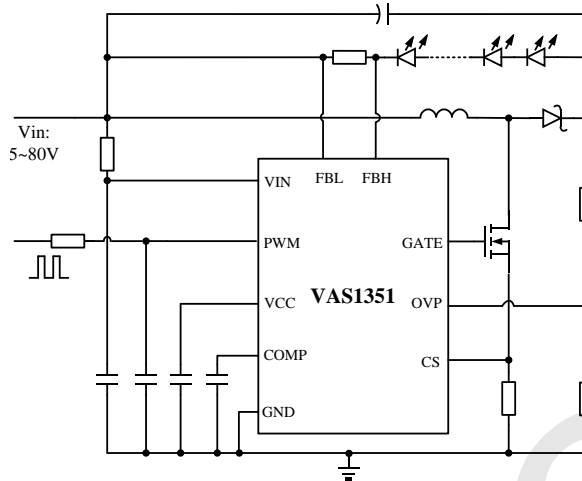 Vin:
5~80V
VIN
FBL
FBH
PWM
GATE
VAS1351
VCC
OVP
COMP
CS
GND